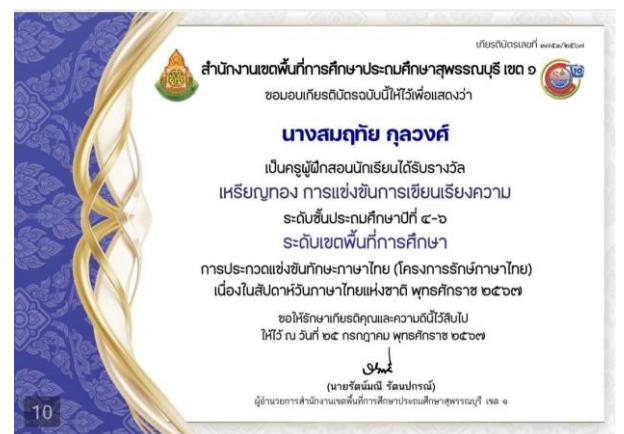 เกียรติบัตรเลขที่
สำนักงานเขตพื้นที่การศึกษาประถมศึกษาสุพรรณบุรี เขต ๑
ขอมอบเกียรติบัตรฉบับนี้ให้ไว้เพื่อแสดงว่า
นางสมฤทัย กุลวงศ์
เป็นครูผู้ฝึกสอนนักเรียนได้รับรางวัล
เหรียญทอง การแข่งขันการเขียนเรียงความ
ระดับชั้นประถมศึกษาปีที่ ๔-๖
ระดับเขตพื้นที่การศึกษา
การประกวดแข่งขันทักษะภาษาไทย (โครงการรักษ์ภาษาไทย)
เนื่องในสัปดาห์วันภาษาไทยแห่งชาติ พุทธศักราช ๒๕๖๗
ขอให้รักษาเกียรติคุณและความดีนี้ไว้สืบไป
ให้ไว้ ณ วันที่ ๒๕ กรกฎาคม พุทธศักราช ๒๕๖๗
(นายรัตน์มณี รัตนปกรณ์)
ผู้อำนวยการสำนักงานเขตพื้นที่การศึกษาประถมศึกษาสุพรรณบุรี เขต ๑
10